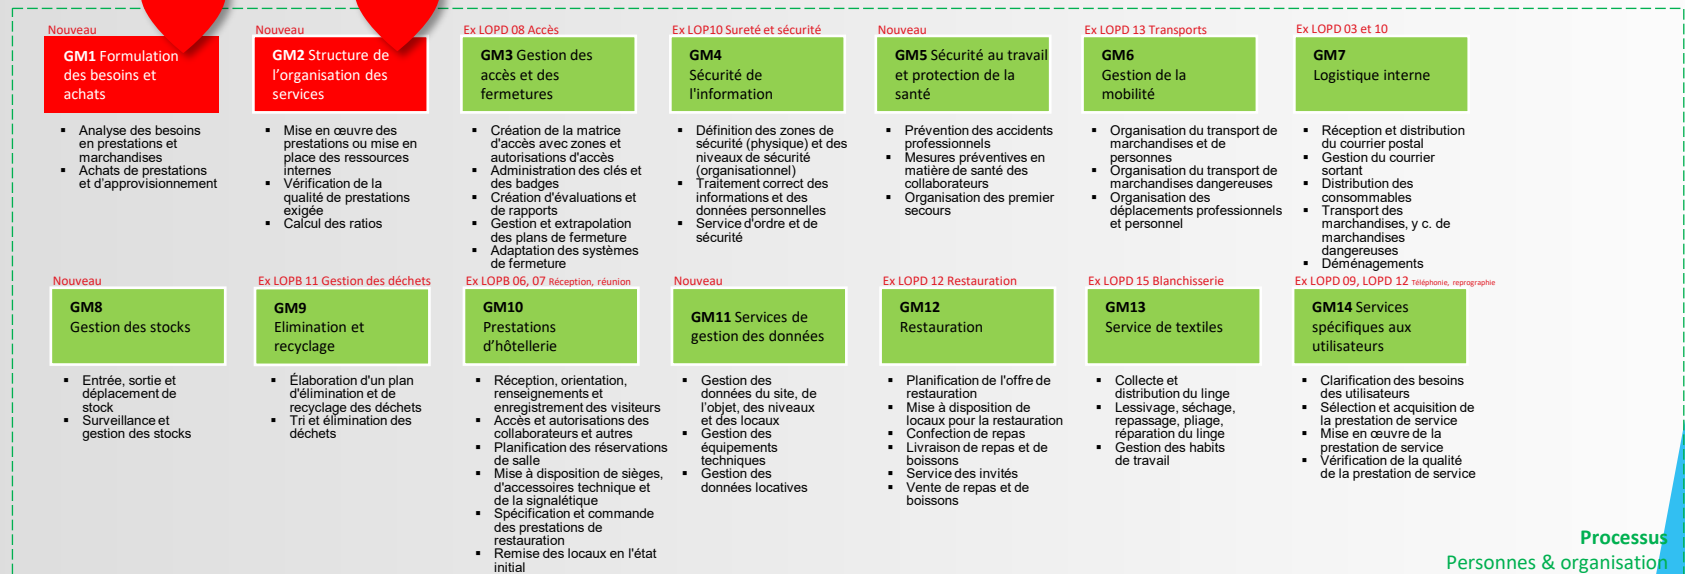 Nouveau
GM1 Formulation
des besoins et
achats
▪ Analyse des besoins
en prestations et
marchandises
▪ Achats de prestations
et d'approvisionnement
Nouveau
GM2 Structure de
l'organisation des
services
▪ Mise en œuvre des
prestations ou mise en
place des ressources
internes
▪ Vérification de la
qualité de prestations
exigée
▪ Calcul des ratios
Ex LOPD 08 Accès
GM3 Gestion des
accès et des
fermetures
▪ Création de la matrice
d'accès avec zones et
autorisations d'accès
▪ Administration des clés et
des badges
▪ Création d'évaluations et
de rapports
▪ Gestion et extrapolation
des plans de fermeture
▪ Adaptation des systèmes
de fermeture
Ex LOP10 Sureté et sécurité
GM4
Sécurité de
l'information
▪ Définition des zones de
sécurité (physique) et des
niveaux de sécurité
(organisationnel)
▪ Traitement correct des
informations et des
données personnelles
▪ Service d'ordre et de
sécurité
Nouveau
GM5 Sécurité au travail
et protection de la
santé
▪ Prévention des accidents
professionnels
▪ Mesures préventives en
matière de santé des
collaborateurs
▪ Organisation des premier
secours
Ex LOPD 13 Transports
GM6
Gestion de la
mobilité
▪ Organisation du transport de
marchandises et de
personnes
▪ Organisation du transport de
marchandises dangereuses
▪ Organisation des
déplacements professionnels
et personnel
Ex LOPD 03 et 10
GM7
Logistique interne
▪ Réception et distribution
du courrier postal
▪ Gestion du courrier
sortant
▪ Distribution des
consommables
▪ Transport des
marchandises, y c. de
marchandises
dangereuses
▪ Déménagements
Nouveau
GM8
Gestion des stocks
▪ Entrée, sortie et
déplacement de
stock
▪ Surveillance et
gestion des stocks
Ex LOPB 11 Gestion des déchets
GM9
Elimination et
recyclage
▪ Élaboration d'un plan
d'élimination et de
recyclage des déchets
▪ Tri et élimination des
déchets
Ex LOPB 06, 07 Réception, réunion
GM10
Prestations
d'hôtellerie
▪ Réception, orientation,
renseignements et
enregistrement des visiteurs
▪ Accès et autorisations des
collaborateurs et autres
▪ Planification des réservations
de salle
▪ Mise à disposition de sièges,
d'accessoires technique et
de la signalétique
▪ Spécification et commande
des prestations de
restauration
▪ Remise des locaux en l'état
initial
Nouveau
GM11 Services de
gestion des données
▪ Gestion des
données du site, de
l'objet, des niveaux
et des locaux
▪ Gestion des
équipements
techniques
▪ Gestion des
données locatives
Ex LOPD 12 Restauration
GM12
Restauration
▪ Planification de l'offre de
restauration
▪ Mise à disposition de
locaux pour la restauration
▪ Confection de repas
▪ Livraison de repas et de
boissons
▪ Service des invités
▪ Vente de repas et de
boissons
Ex LOPD 15 Blanchisserie
GM13
Service de textiles
▪ Collecte et
distribution du linge
▪ Lessivage, séchage,
repassage, pliage,
réparation du linge
▪ Gestion des habits
de travail
Ex LOPD 09, LOPD 12 Téléphonie, reprographie
GM14 Services
spécifiques aux
utilisateurs
▪ Clarification des besoins
des utilisateurs
▪ Sélection et acquisition de
la prestation de service
▪ Mise en œuvre de la
prestation de service
▪ Vérification de la qualité
de la prestation de service
Processus
Personnes & organisation